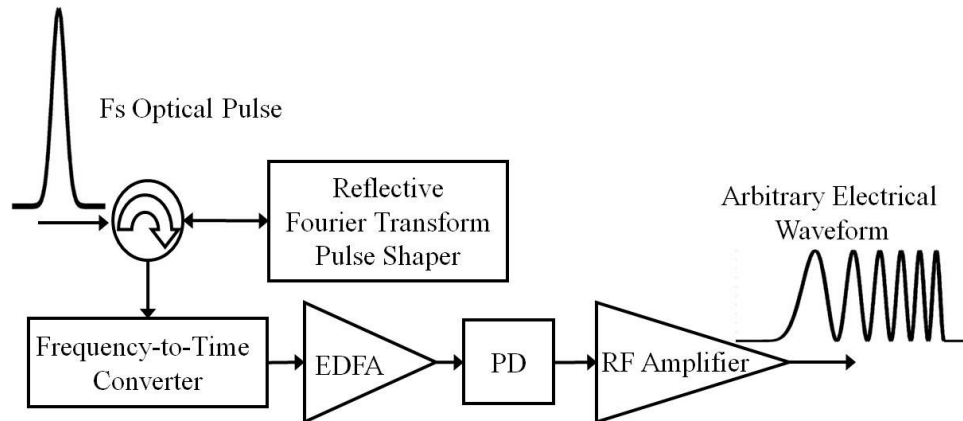 Fs Optical Pulse
Reflective
Fourier Transform
Pulse Shaper
Arbitrary Electrical
Waveform
Frequency-to-Time
Converter
EDFA
PD
RF Amplifier